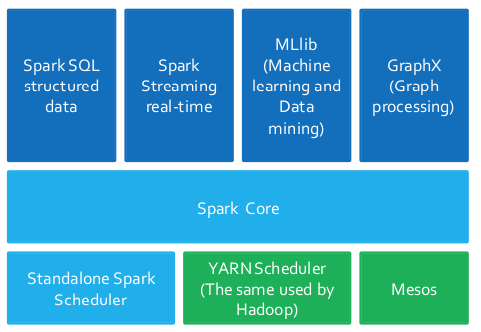 Spark SQL
structured
data
Spark
Streaming
real-time
MLlib
(Machine
learning and
Data
mining)
GraphX
(Graph
processing)
Spark Core
Standalone Spark
Scheduler
YARN Scheduler
(The same used by
Hadoop)
Mesos